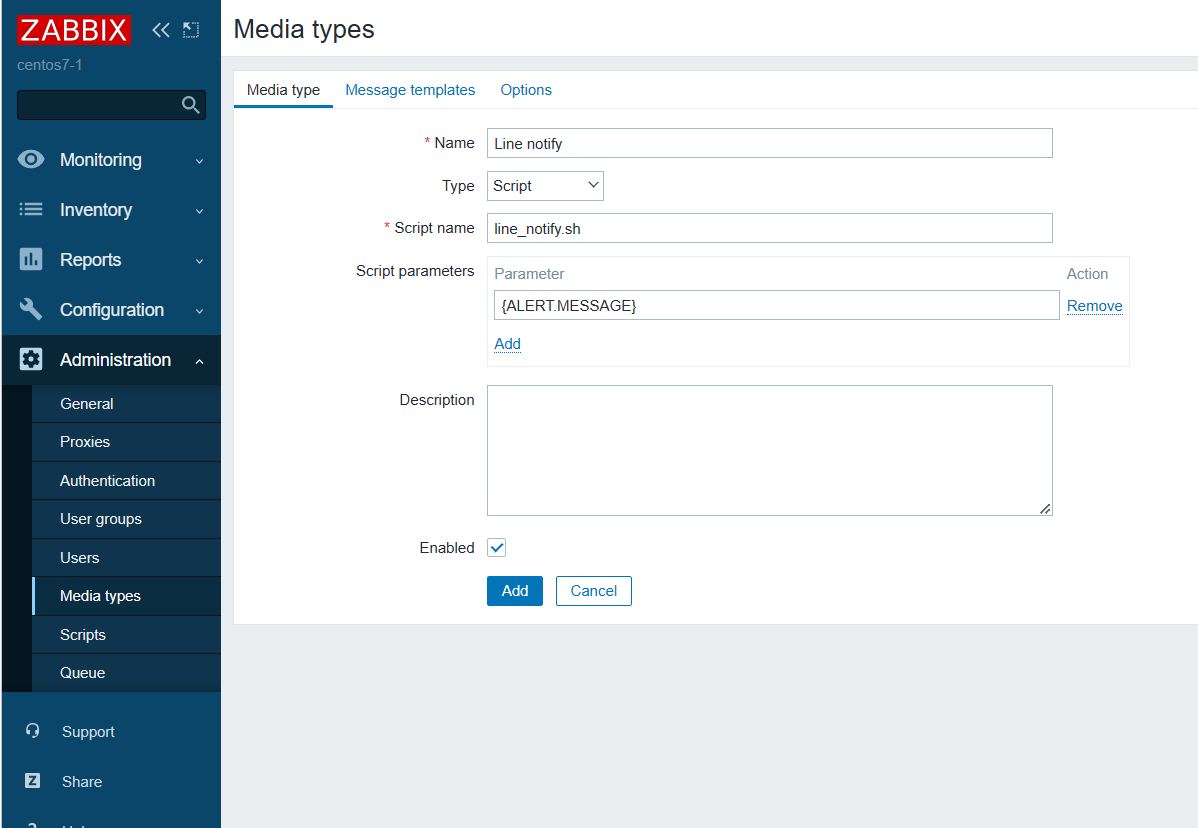 ZABBIX
centos7-1
Monitoring
Inventory
Reports
Configuration
Administration
General
Proxies
Authentication
User groups
Users
Media types
Scripts
Queue
Support
Share
Media types
Media type Message templates Options
* Name Line notify
Type Script
* Script name line_notify.sh
Script parameters Parameter Action
{ALERT.MESSAGE} Remove
Add
Description
Enabled
Add Cancel